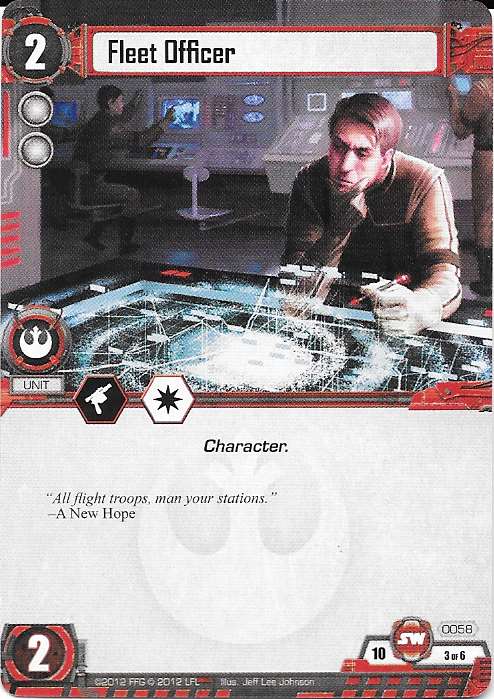 2
Fleet Officer
3
UNIT
Character.
“All flight troops, man your stations.”
–A New Hope
2
©2012 FFG © 2012 LFL Illus. Jeff Lee Johnson
10
SW
0058
3 OF 6